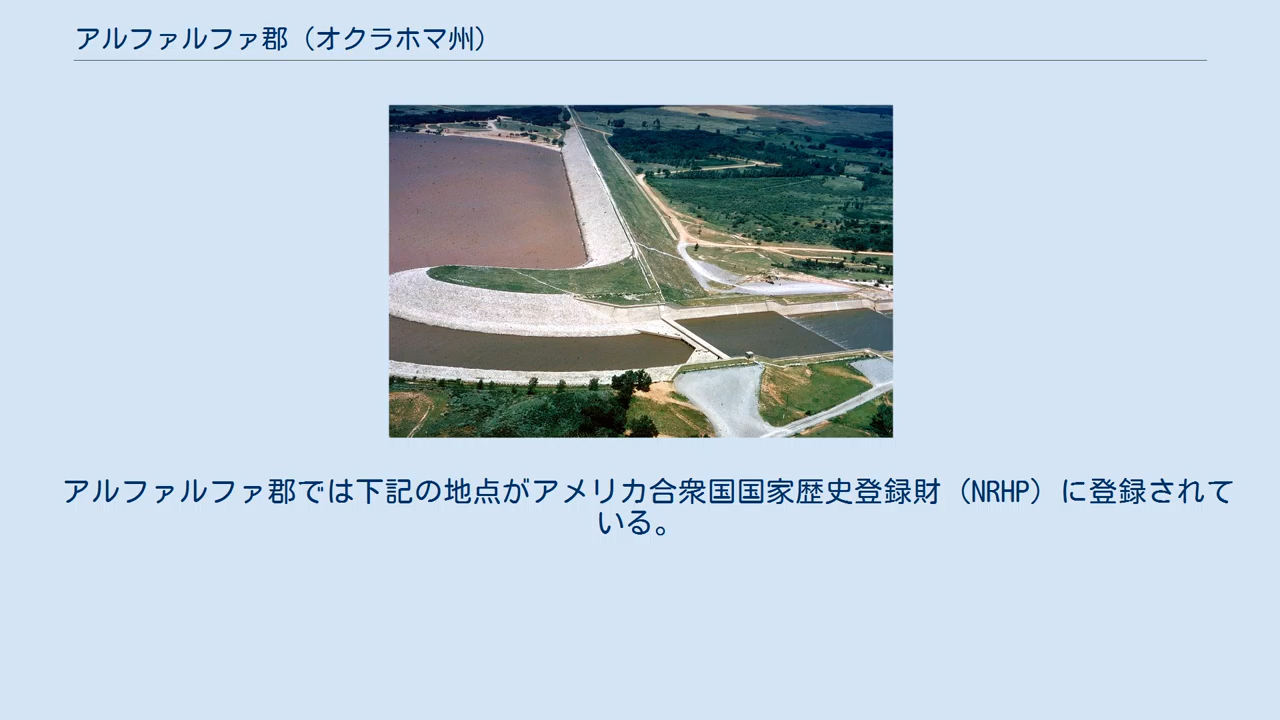 アルファルファ郡（オクラホマ州）
アルファルファ郡では下記の地点がアメリカ合衆国国家歴史登録財（NRHP）に登録されて
いる。